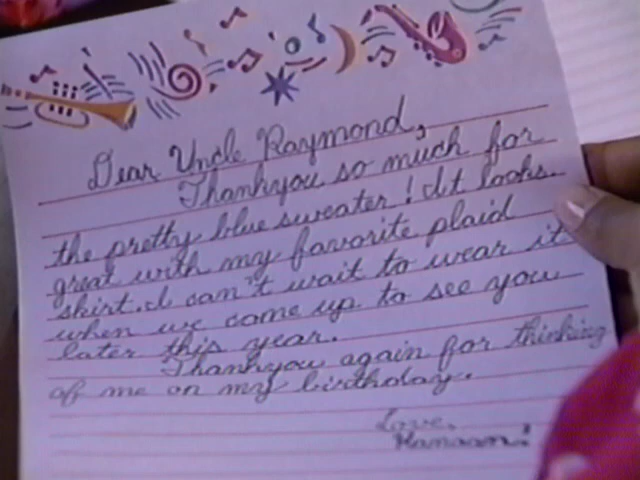 Dear Uncle Raymond,
Thankyou so much for
the pretty blue sweater! It looks
great with my favorite plaid
skirt. I can't wait to wear it
when we come up to see you
later this year.
Thankyou again for thinking
of me on my birthday.
Love,